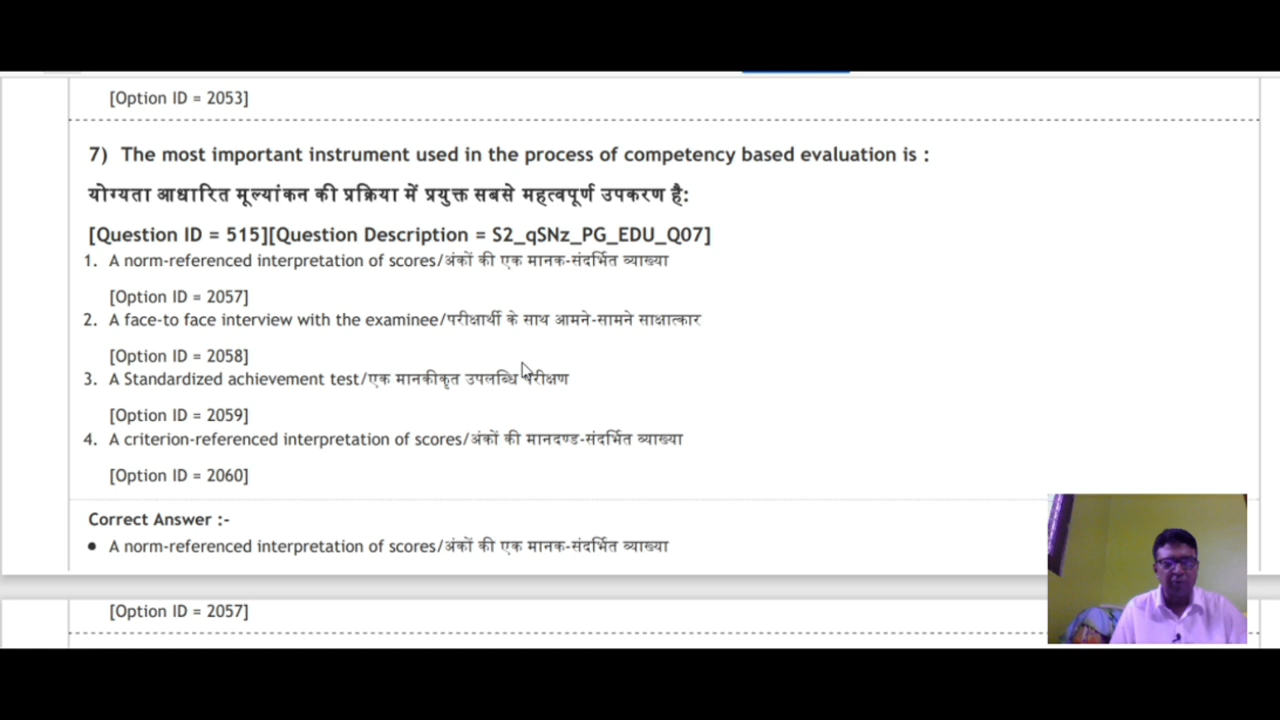 [Option ID = 2053]
7) The most important instrument used in the process of competency based evaluation is :
योग्यता आधारित मूल्यांकन की प्रक्रिया में प्रयुक्त सबसे महत्वपूर्ण उपकरण है:
[Question ID = 515][Question Description = S2_qSNz_PG_EDU_Q07]
1. A norm-referenced interpretation of scores/अंकों की एक मानक-संदर्भित व्याख्या
[Option ID = 2057]
2. A face-to face interview with the examinee/परीक्षार्थी के साथ आमने-सामने साक्षात्कार
[Option ID = 2058]
3. A Standardized achievement test/एक मानकीकृत उपलब्धि परीक्षण
[Option ID = 2059]
4. A criterion-referenced interpretation of scores/अंकों की मानदण्ड-संदर्भित व्याख्या
[Option ID = 2060]
Correct Answer :-
• A norm-referenced interpretation of scores/अंकों की एक मानक-संदर्भित व्याख्या
[Option ID = 2057]